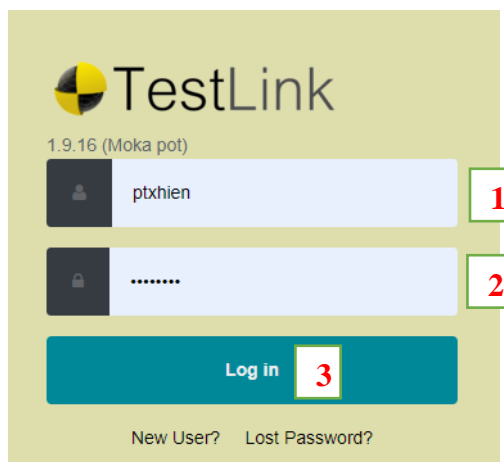 TestLink
1.9.16 (Moka pot)
ptxhien 1
•••••••• 2
Log in 3
New User? Lost Password?